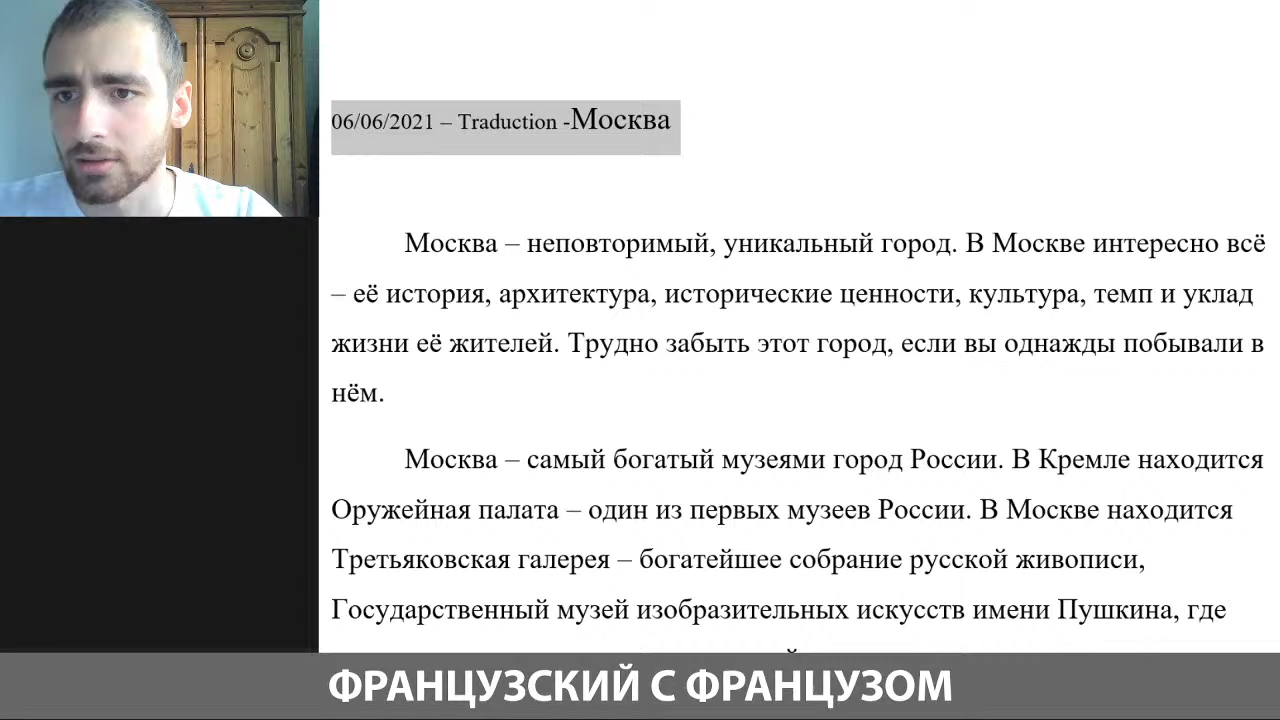 06/06/2021 – Traduction -Москва
Москва – неповторимый, уникальный город. В Москве интересно всё
– её история, архитектура, исторические ценности, культура, темп и уклад
жизни её жителей. Трудно забыть этот город, если вы однажды побывали в
нём.
Москва – самый богатый музеями город России. В Кремле находится
Оружейная палата – один из первых музеев России. В Москве находится
Третьяковская галерея – богатейшее собрание русской живописи,
Государственный музей изобразительных искусств имени Пушкина, где
ФРАНЦУЗСКИЙ С ФРАНЦУЗОМ